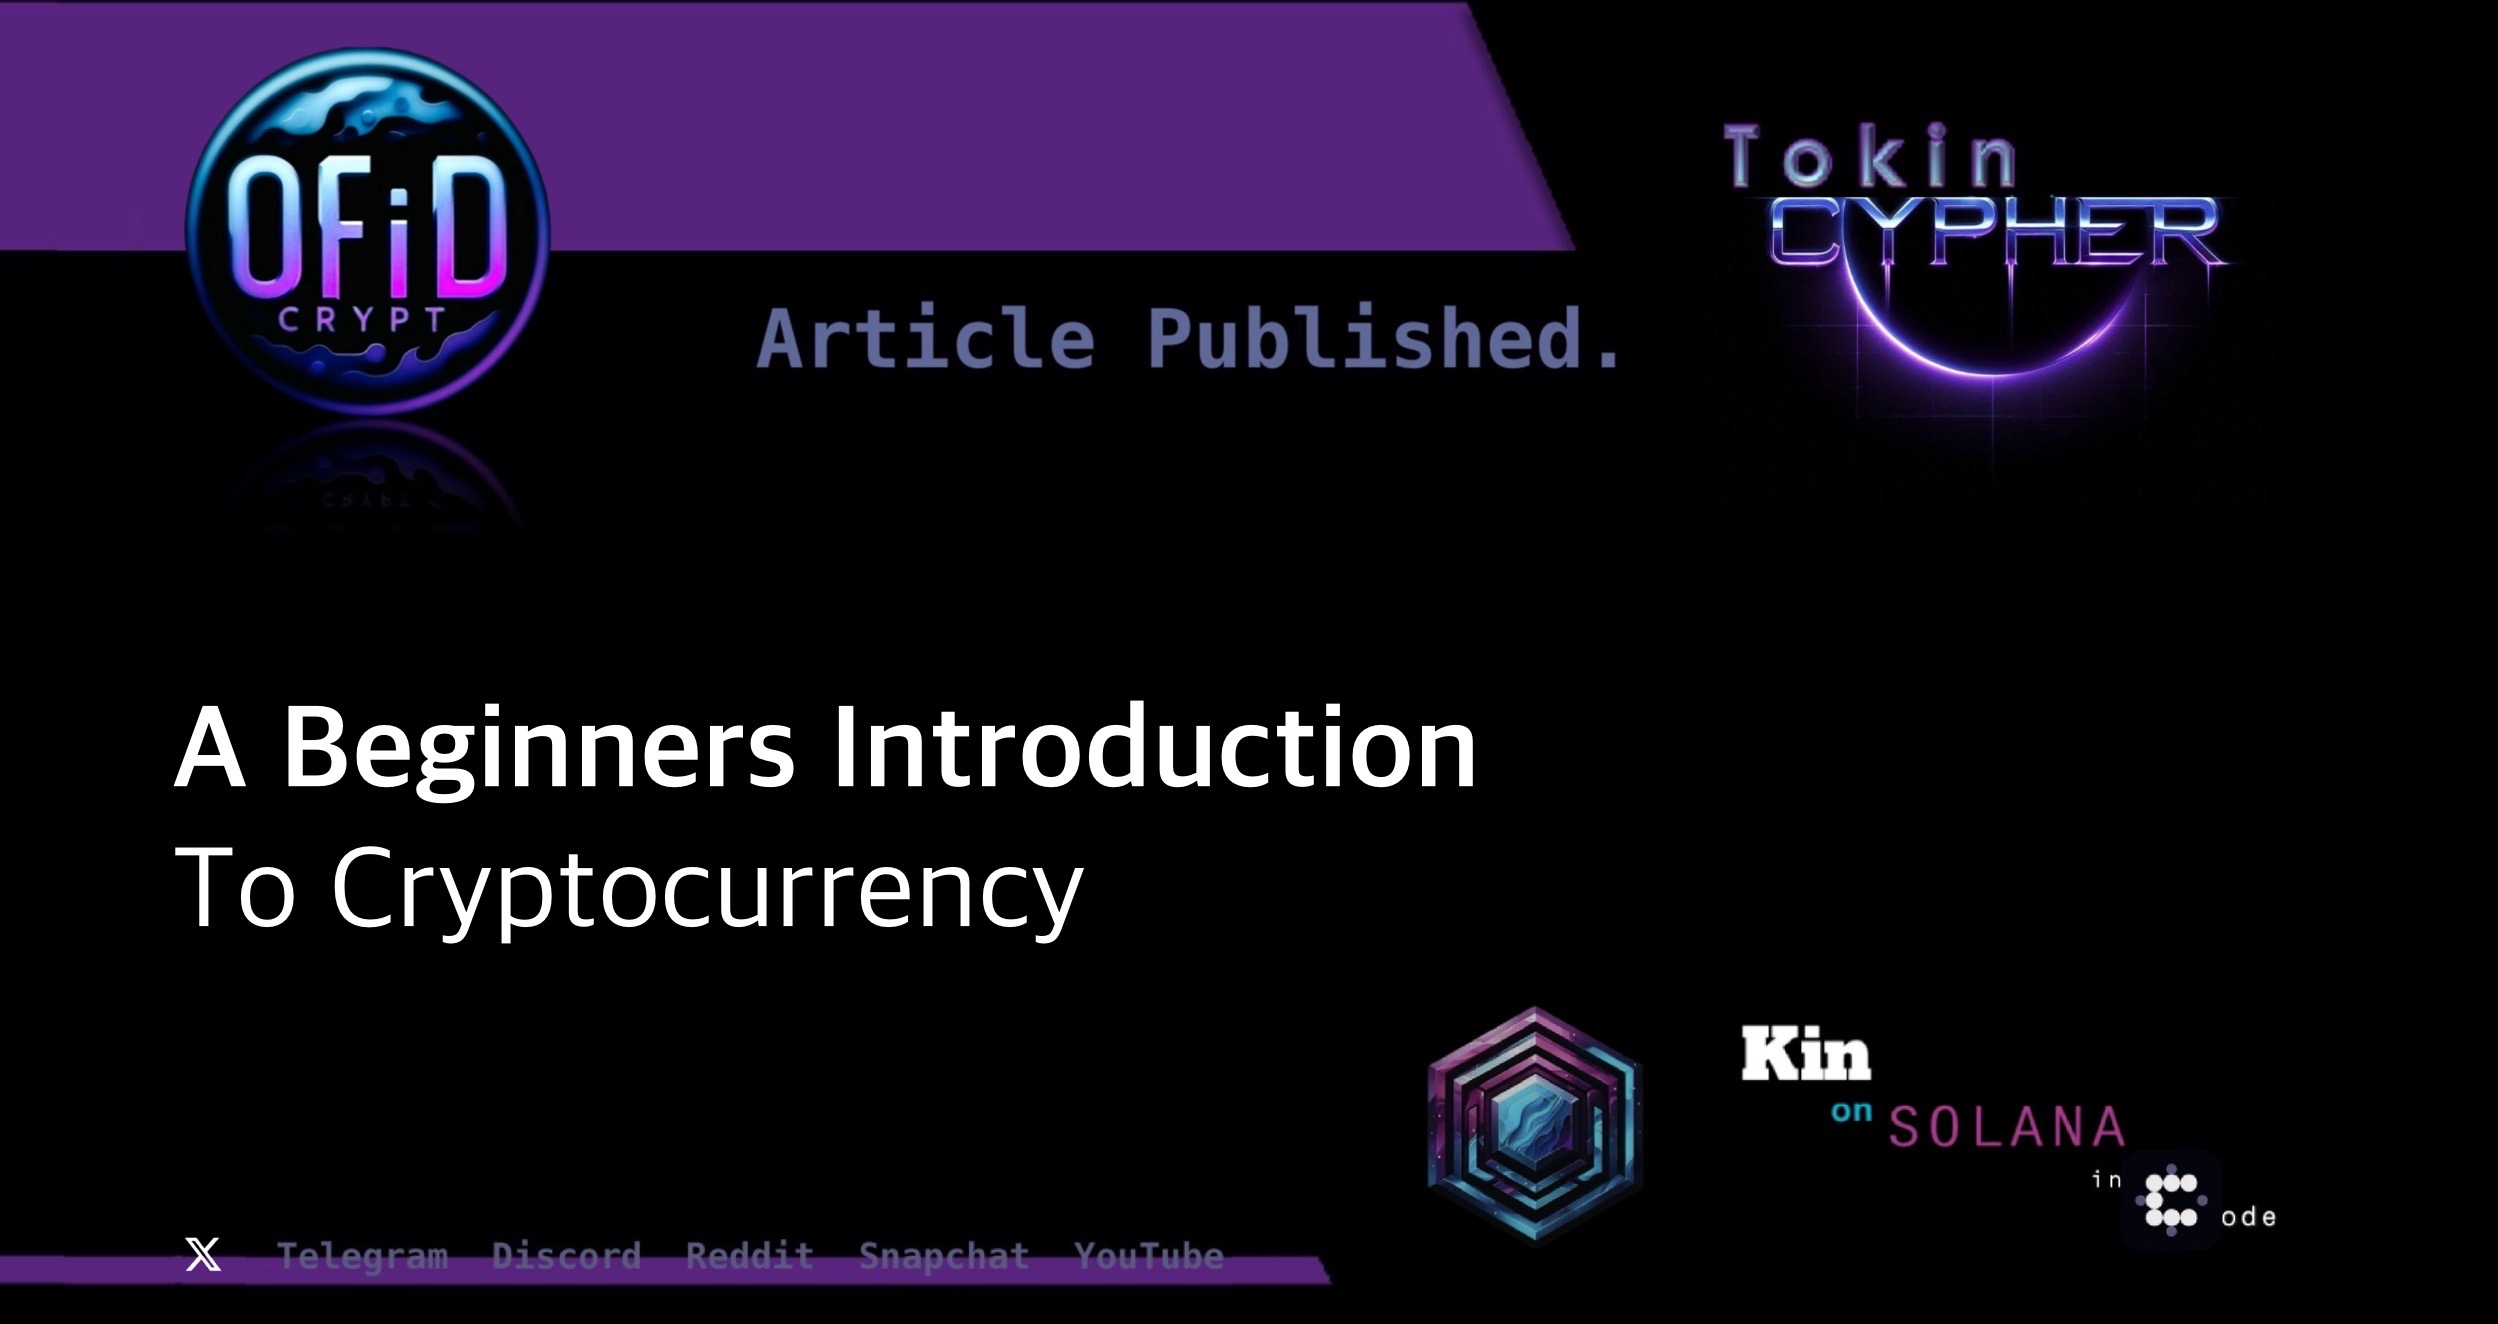 OFiD
CRYPT
Tokin
CYPHER
Article Published.
A Beginners Introduction
To Cryptocurrency
Kin
on SOLANA
in Code
X Telegram Discord Reddit Snapchat YouTube